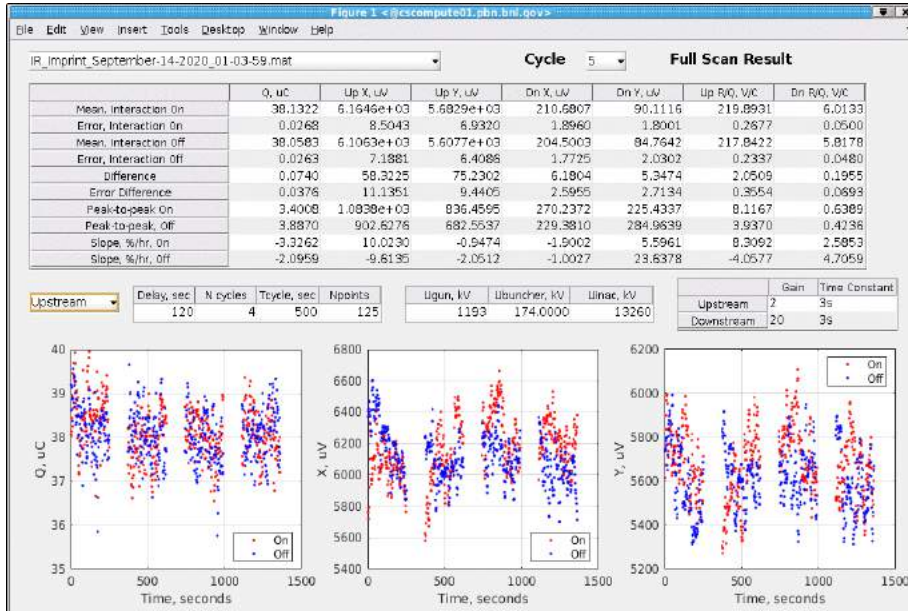 Figure 1 <@cscompute01.pbn.bnl.gov>
File Edit View Insert Tools Desktop Window Help
IR_Imprint_September-14-2020_01-03-59.mat Cycle 5 Full Scan Result
Q, uC Up X, uV Up Y, uV Dn X, uV Dn Y, uV Up R/Q, V/C Dn R/Q, V/C
Mean, Interaction On 38.1322 6.1646e+03 5.6829e+03 210.6807 90.1116 219.8931 6.0133
Error, Interaction On 0.0268 8.5043 6.9320 1.8960 1.8001 0.2677 0.0500
Mean, Interaction Off 38.0583 6.1063e+03 5.6077e+03 204.5003 84.7642 217.8422 5.8178
Error, Interaction Off 0.0263 7.1881 6.4086 1.7725 2.0302 0.2337 0.0480
Difference 0.0740 58.3225 75.2302 6.1804 5.3474 2.0509 0.1955
Error Difference 0.0376 11.1351 9.4405 2.5955 2.7134 0.3554 0.0693
Peak-to-peak On 3.4008 1.0838e+03 836.4595 270.2372 225.4337 8.1167 0.6389
Peak-to-peak, Off 3.8870 902.6276 682.5537 229.3810 284.9639 3.9370 0.4236
Slope, %/hr, On -3.3262 10.0230 -0.9474 -1.9002 5.5961 8.3092 2.5853
Slope, %/hr, Off -2.0959 -9.6135 -2.0512 -1.0027 23.6378 -4.0577 4.7059
Upstream
Delay, sec N cycles Tcycle, sec Npoints
120 4 500 125
Ugun, kV Ubuncher, kV Ulinac, kV
1193 174.0000 13260
Gain Time Constant
Upstream 2 3s
Downstream 20 3s
40
39
38
37
36
35
Q, uC
0 500 1000 1500
Time, seconds
On
Off
6800
6600
6400
6200
6000
5800
5600
5400
X, uV
0 500 1000 1500
Time, seconds
On
Off
6200
6000
5800
5600
5400
5200
Y, uV
0 500 1000 1500
Time, seconds
On
Off